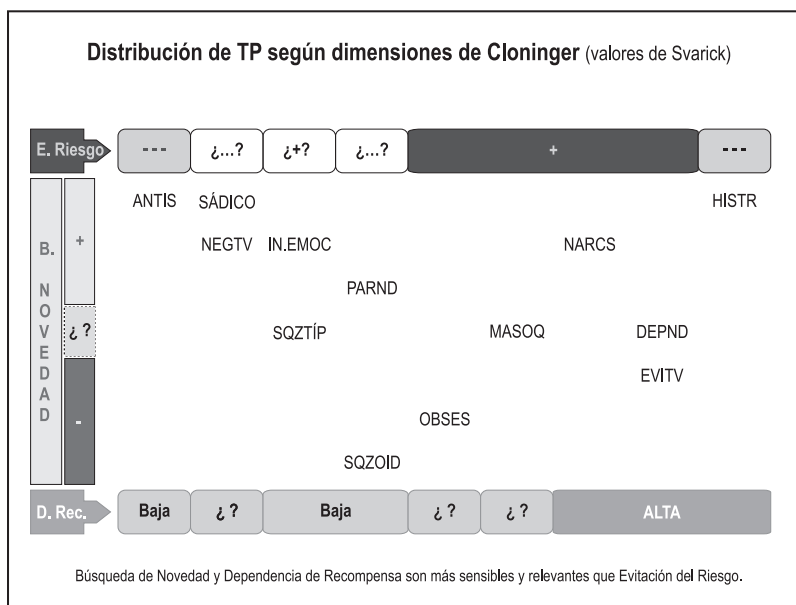 Distribución de TP según dimensiones de Cloninger (valores de Svarick)
E. Riesgo --- ¿...? ¿+? ¿...? + ---
ANTIS SÁDICO HISTR
NEGTV IN.EMOC NARCS
PARND
SQZTÍP MASOQ DEPND
EVITV
OBSES
SQZOID
B.
N
O
V
E
D
A
D
+
¿ ?
-
D. Rec. Baja ¿ ? Baja ¿ ? ¿ ? ALTA
Búsqueda de Novedad y Dependencia de Recompensa son más sensibles y relevantes que Evitación del Riesgo.